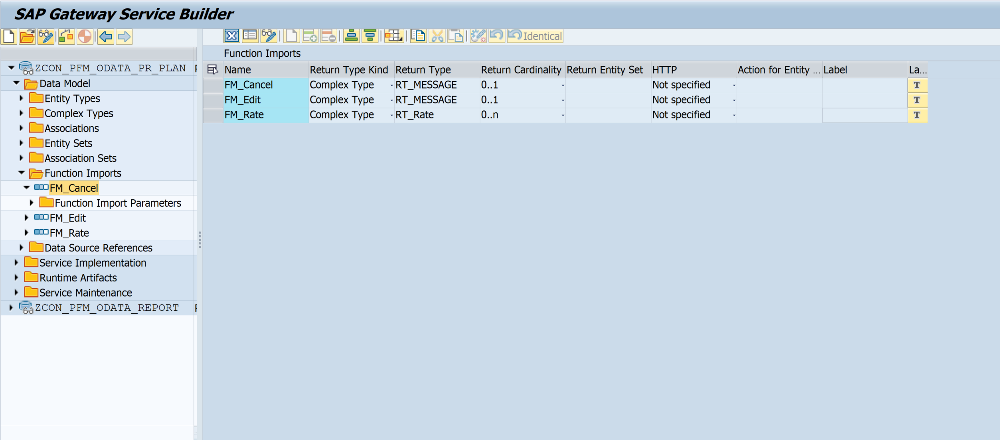 SAP Gateway Service Builder
Identical
Function Imports
Name Return Type Kind Return Type Return Cardinality Return Entity Set HTTP Action for Entity ... Label La...
FM_Cancel Complex Type RT_MESSAGE 0..1 Not specified T
FM_Edit Complex Type RT_MESSAGE 0..1 Not specified T
FM_Rate Complex Type RT_Rate 0..n Not specified T
ZCON_PFM_ODATA_PR_PLAN
Data Model
Entity Types
Complex Types
Associations
Entity Sets
Association Sets
Function Imports
FM_Cancel
Function Import Parameters
FM_Edit
FM_Rate
Data Source References
Service Implementation
Runtime Artifacts
Service Maintenance
ZCON_PFM_ODATA_REPORT